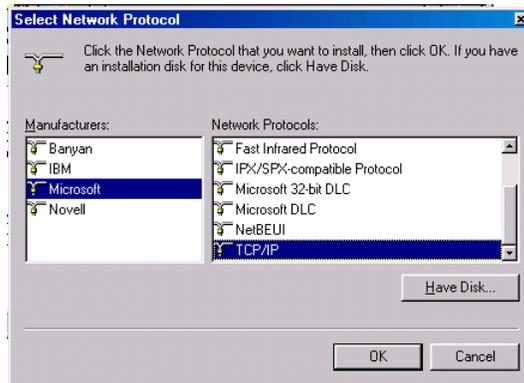 Select Network Protocol
Click the Network Protocol that you want to install, then click OK. If you have
an installation disk for this device, click Have Disk.
Manufacturers:
Banyan
IBM
Microsoft
Novell
Network Protocols:
Fast Infrared Protocol
IPX/SPX-compatible Protocol
Microsoft 32-bit DLC
Microsoft DLC
NetBEUI
TCP/IP
Have Disk...
OK
Cancel